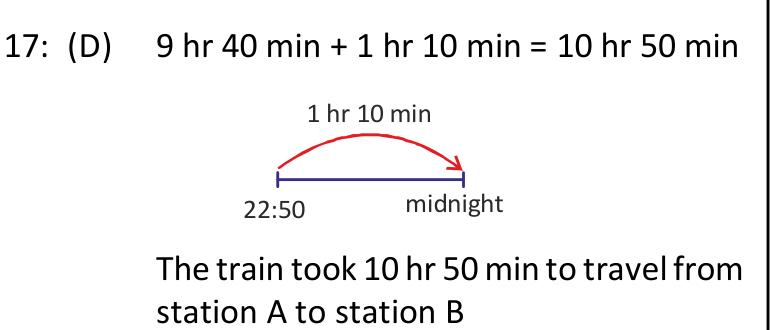 17: (D) 9 hr 40 min + 1 hr 10 min = 10 hr 50 min
1 hr 10 min
22:50 midnight
The train took 10 hr 50 min to travel from
station A to station B